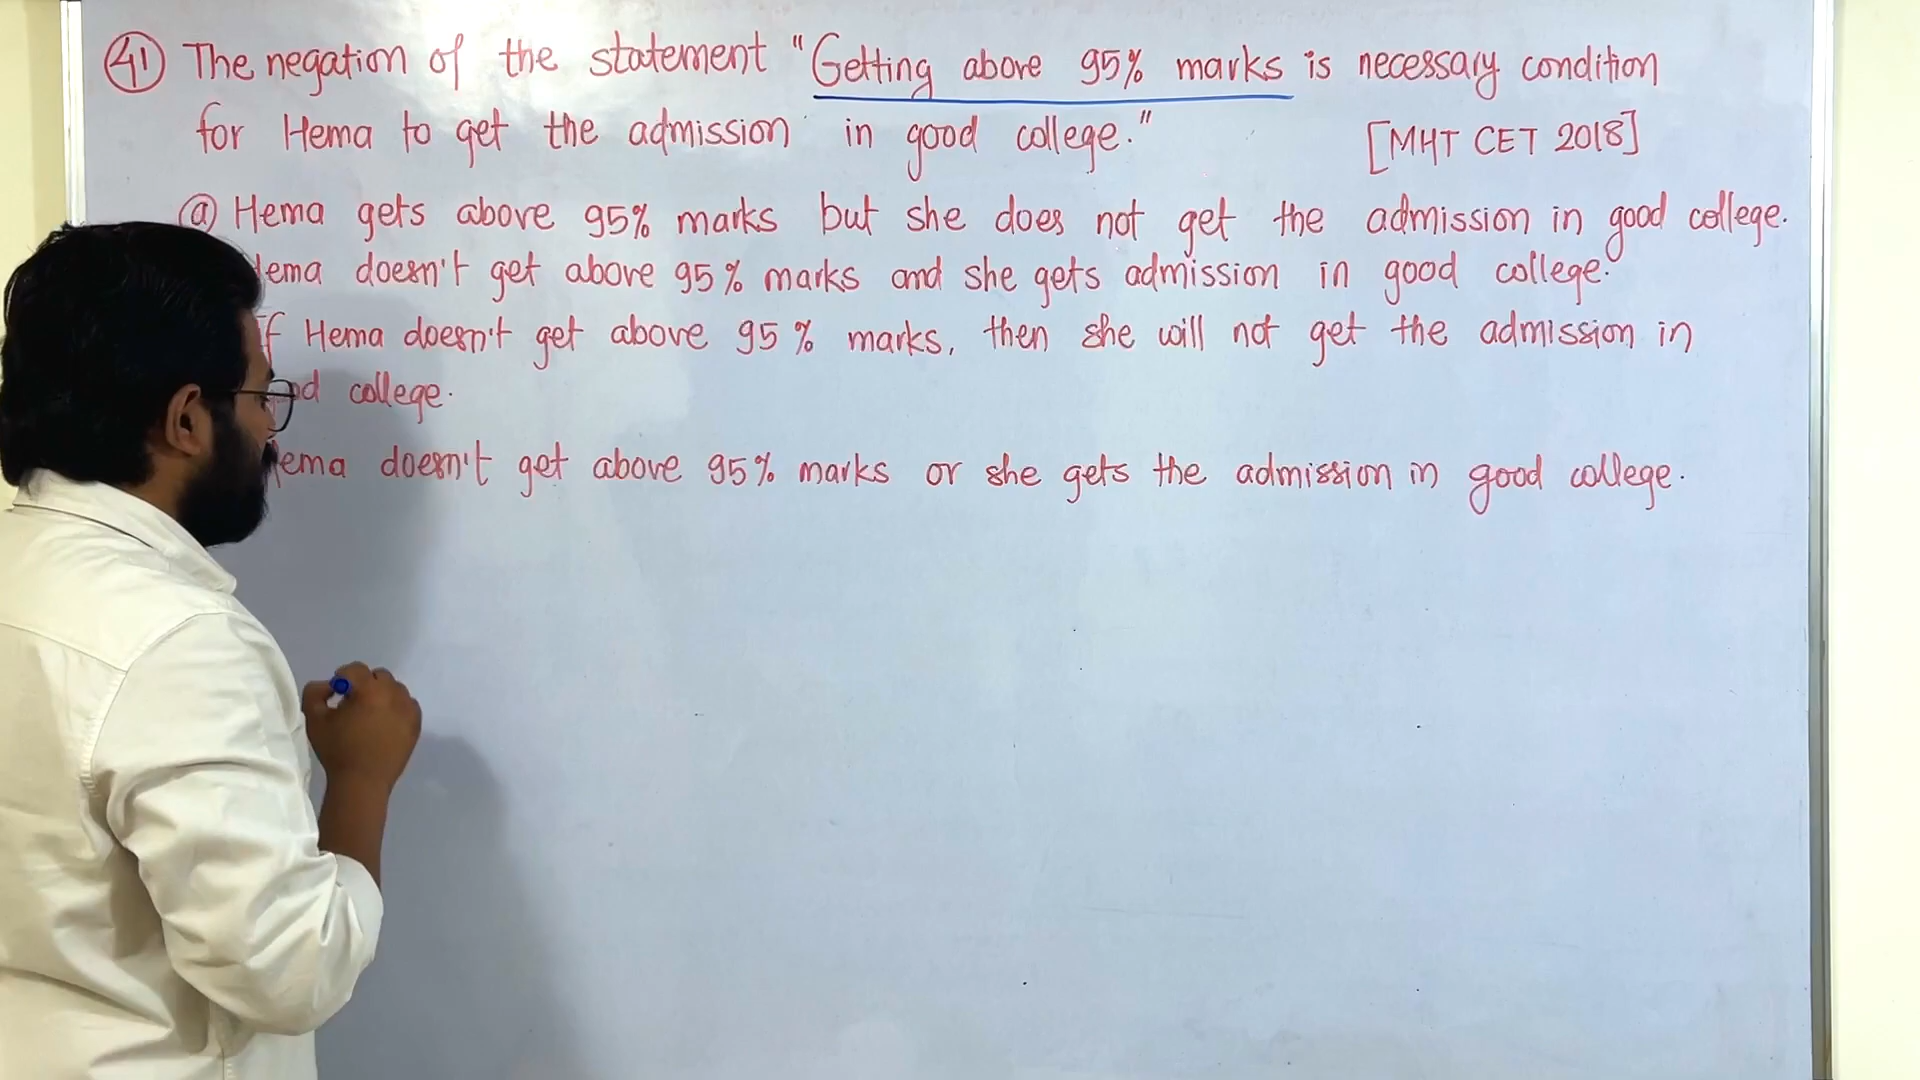 41 The negation of the statement "Getting above 95% marks is necessary condition
for Hema to get the admission in good college."
[MHT CET 2018]
a Hema gets above 95% marks but she does not get the admission in good college.
doesn't get above 95% marks and she gets admission in good college.
Hema doesn't get above 95% marks, then she will not get the admission in
college.
doesn't get above 95% marks or she gets the admission in good college.